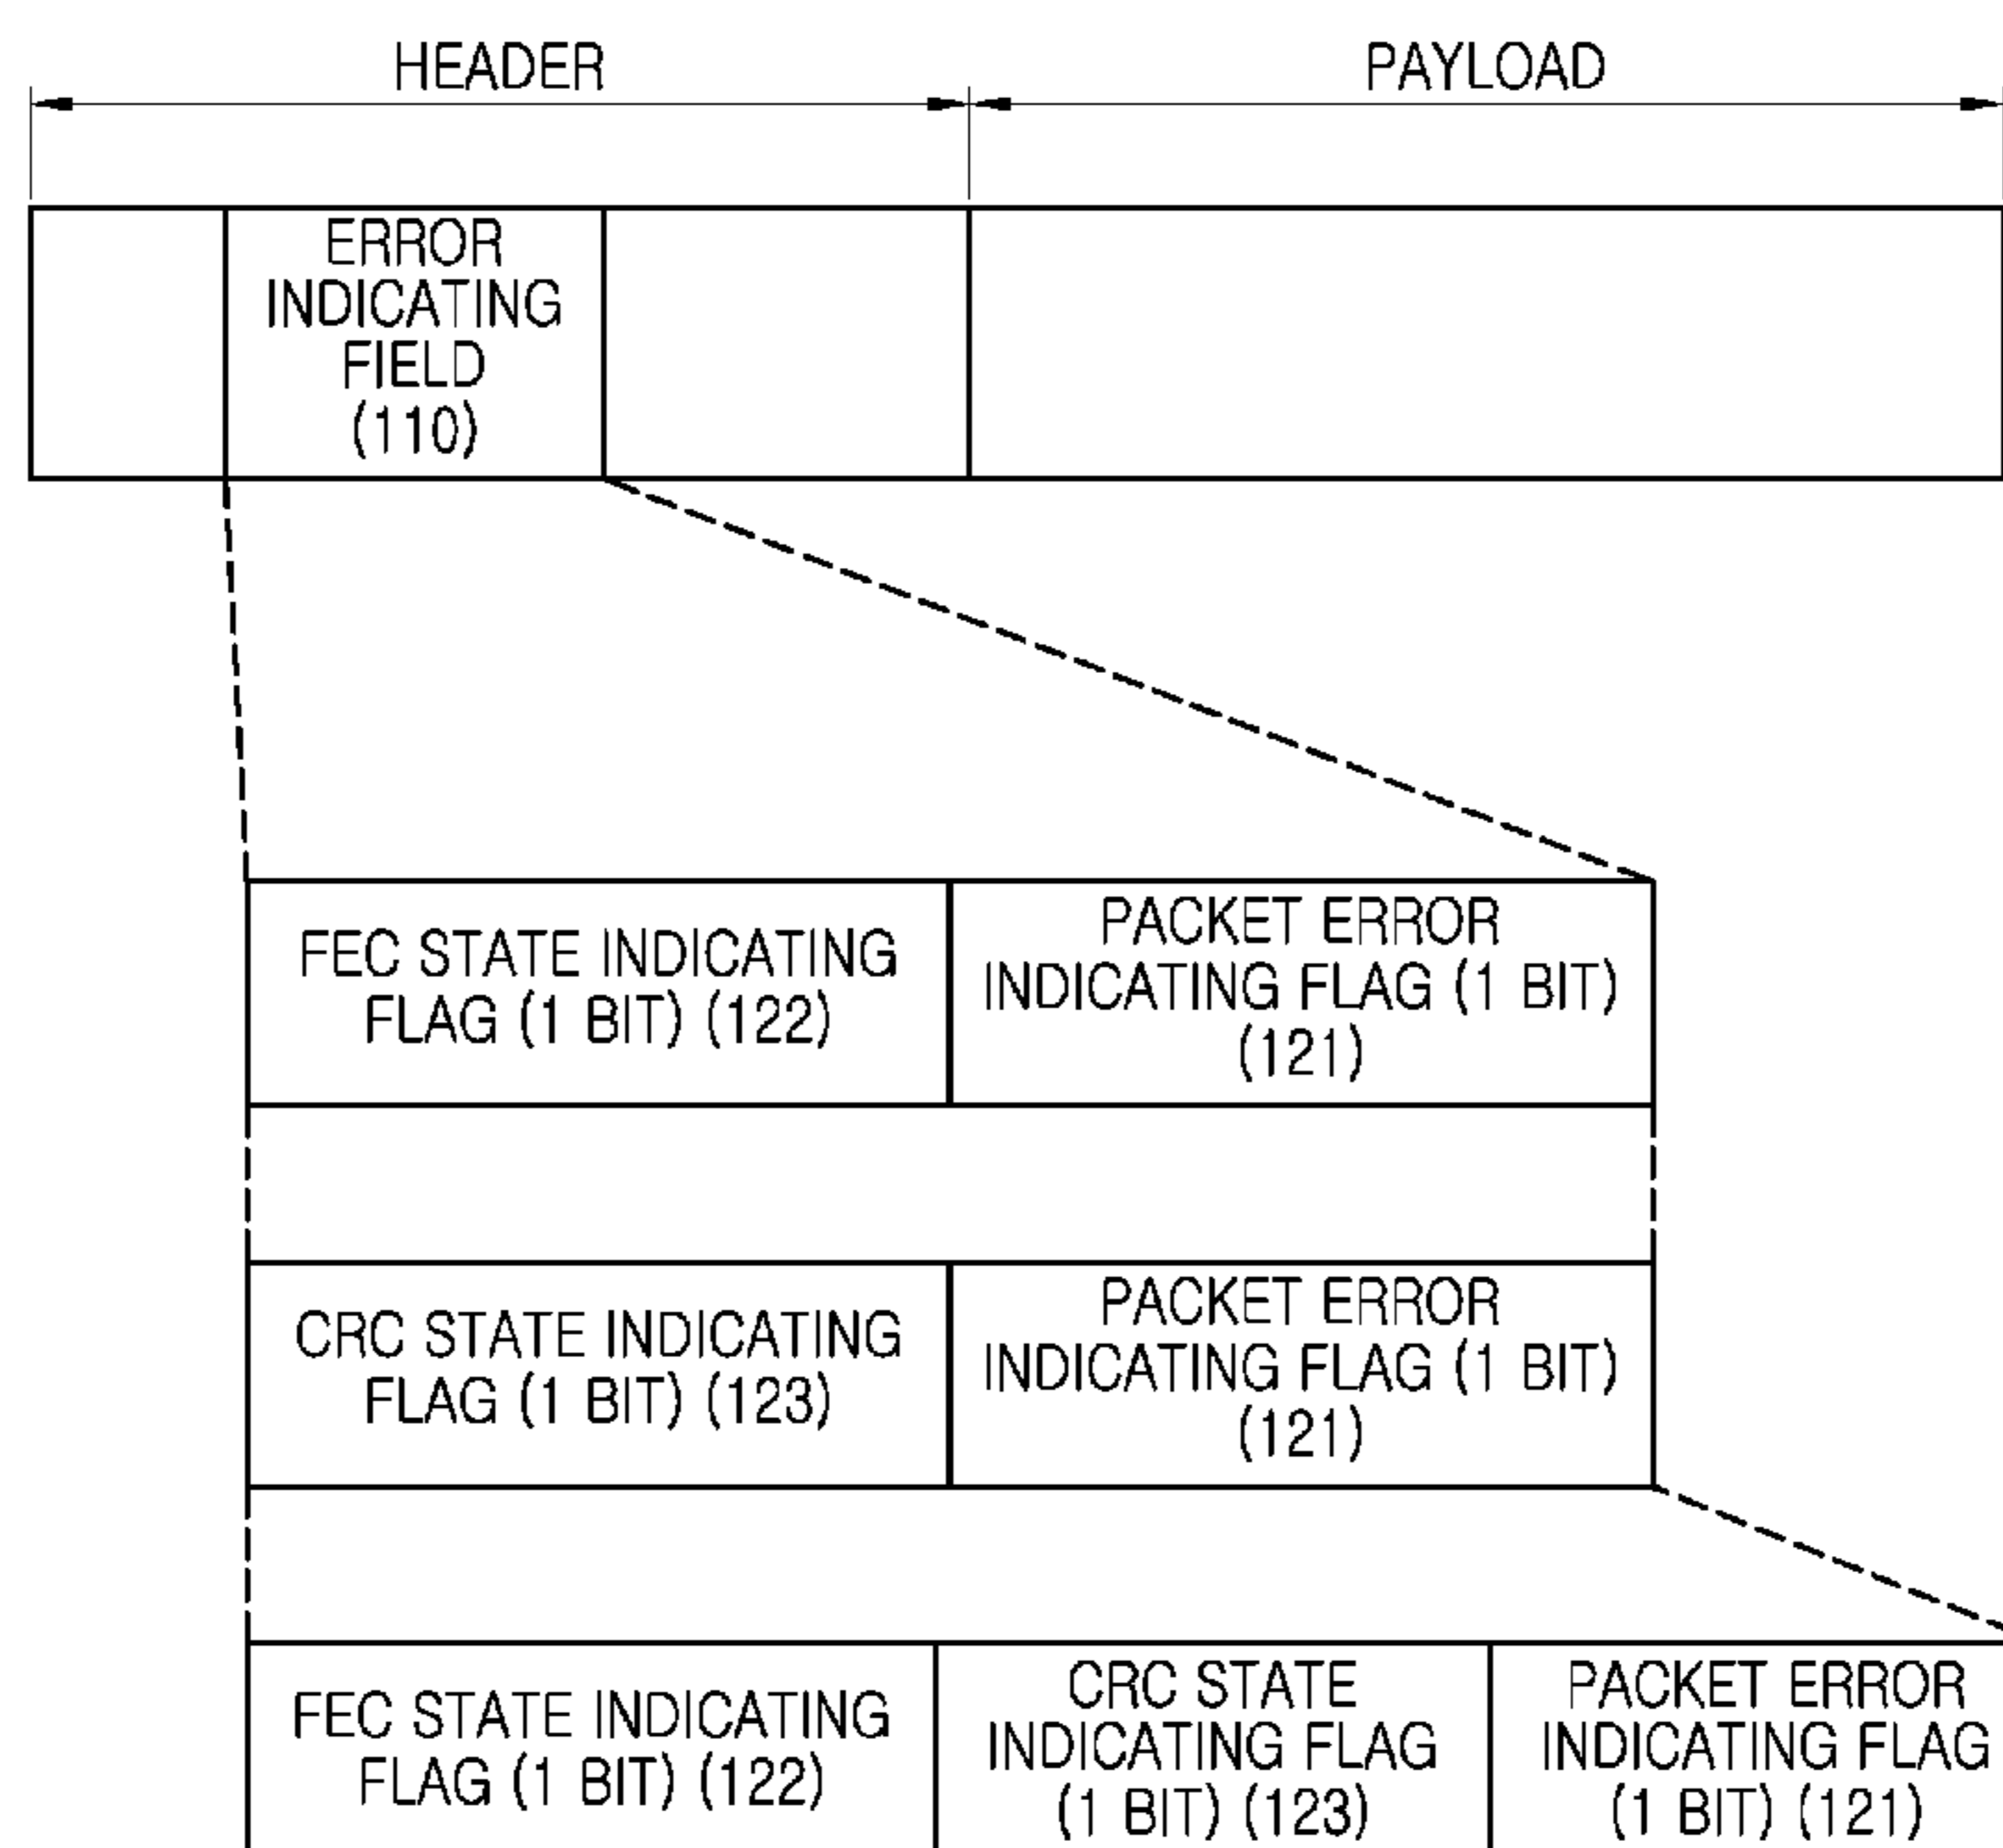 HEADER
PAYLOAD
ERROR
INDICATING
FIELD
(110)
FEC STATE INDICATING
FLAG (1 BIT) (122)
PACKET ERROR
INDICATING FLAG (1 BIT)
(121)
CRC STATE INDICATING
FLAG (1 BIT) (123)
PACKET ERROR
INDICATING FLAG (1 BIT)
(121)
FEC STATE INDICATING
FLAG (1 BIT) (122)
CRC STATE
INDICATING FLAG
(1 BIT) (123)
PACKET ERROR
INDICATING FLAG
(1 BIT) (121)